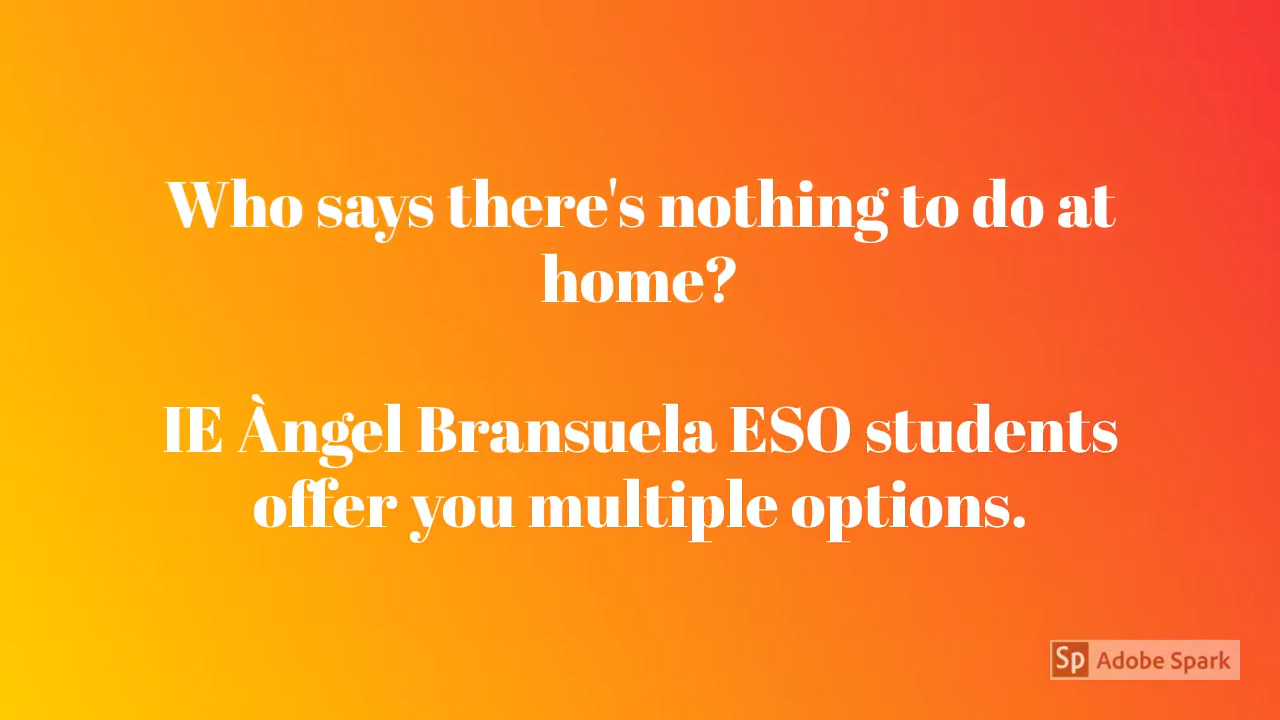 Who says there's nothing to do at
home?
IE Àngel Bransuela ESO students
offer you multiple options.
Sp Adobe Spark